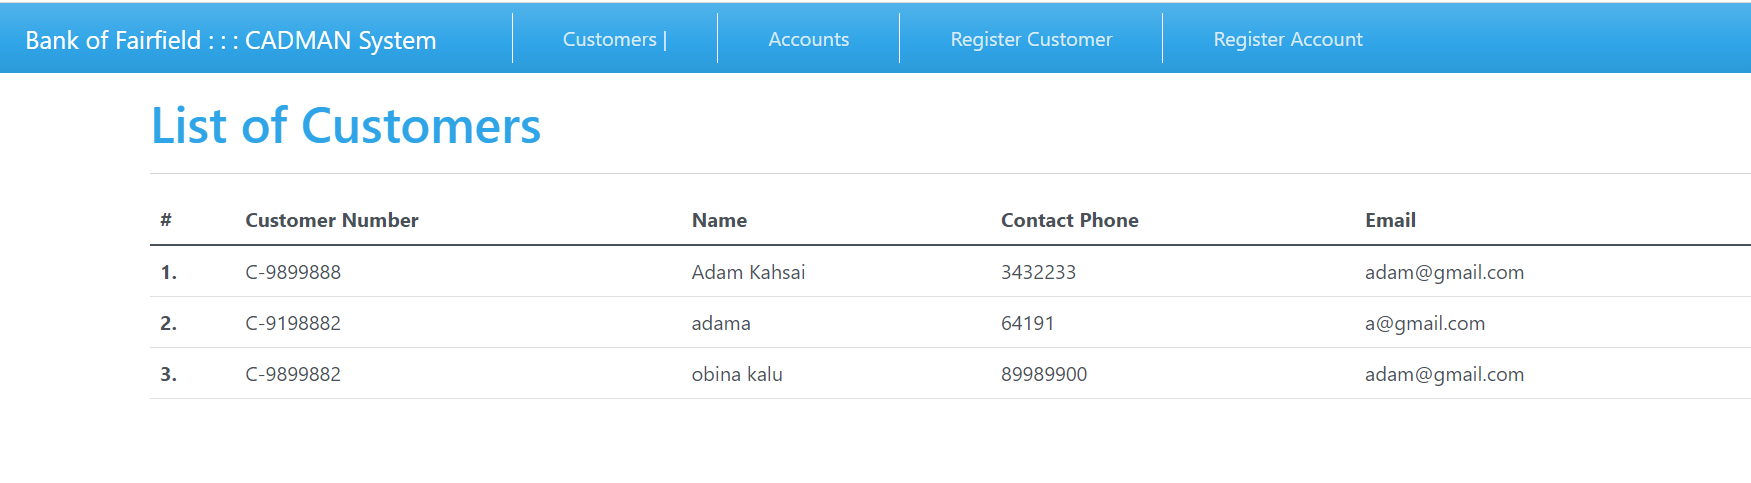 Bank of Fairfield : : : CADMAN System Customers | Accounts Register Customer Register Account
List of Customers
# Customer Number Name Contact Phone Email
1. C-9899888 Adam Kahsai 3432233 adam@gmail.com
2. C-9198882 adama 64191 a@gmail.com
3. C-9899882 obina kalu 89989900 adam@gmail.com